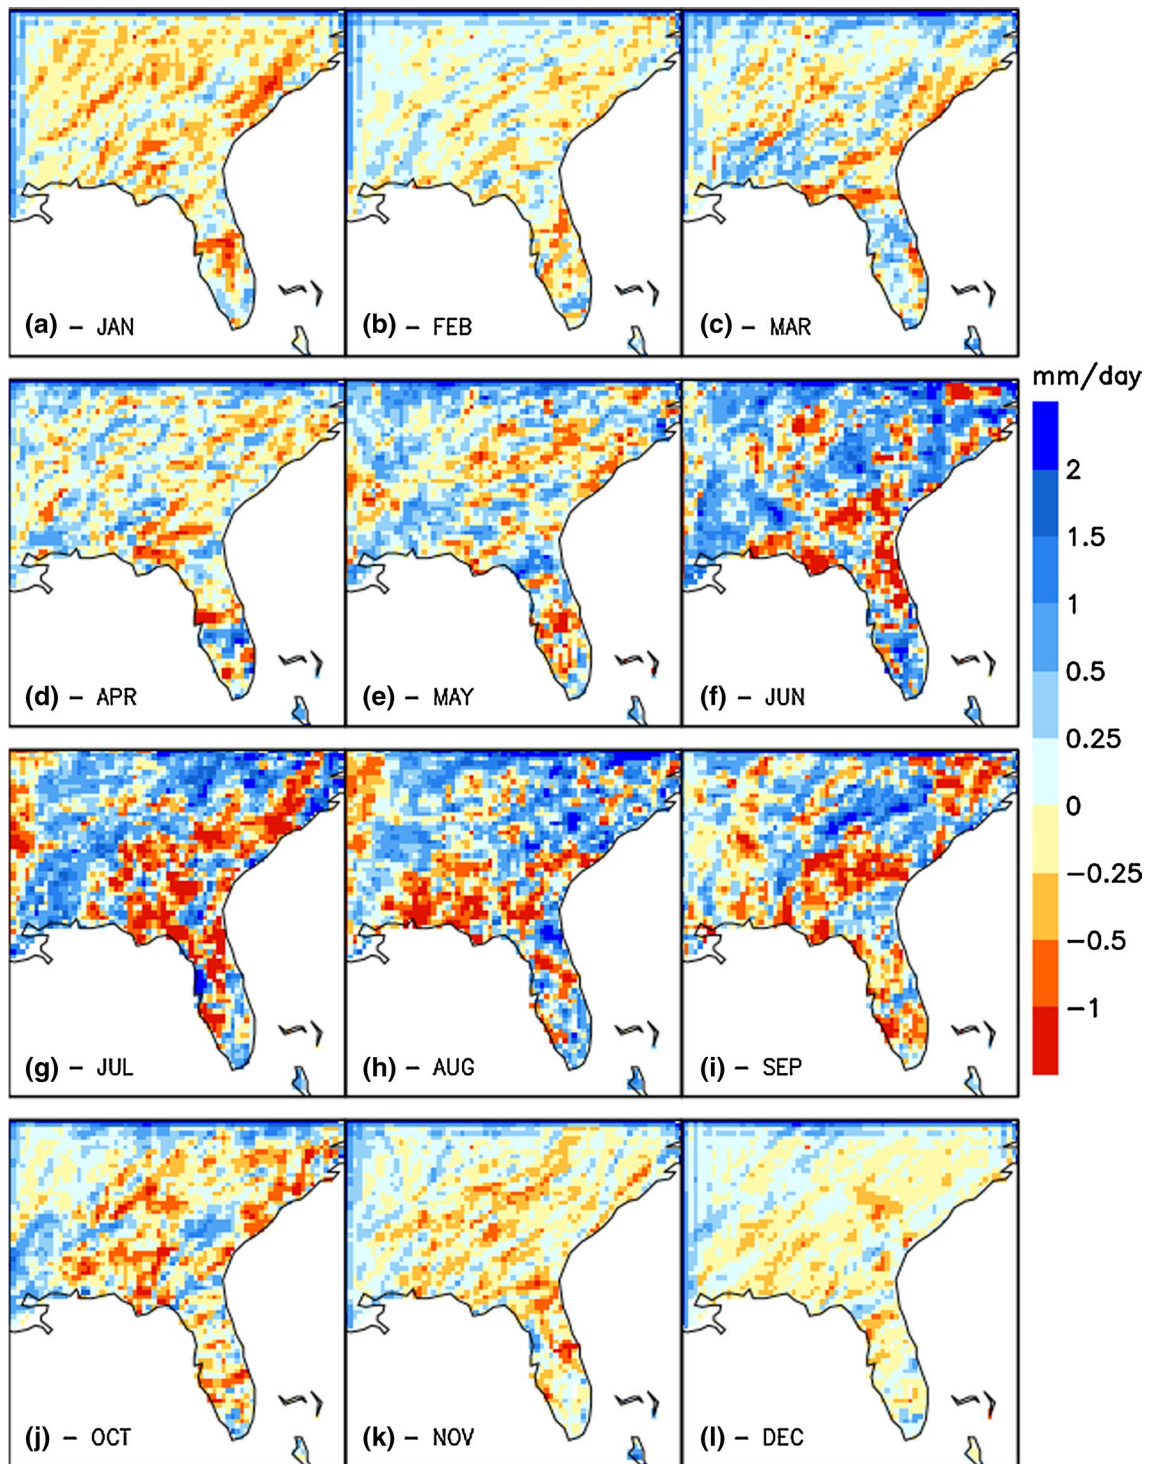 (a) – JAN
(b) – FEB
(c) – MAR
mm/day
2
1.5
1
0.5
0.25
0
−0.25
−0.5
−1
(d) – APR
(e) – MAY
(f) – JUN
(g) – JUL
(h) – AUG
(i) – SEP
(j) – OCT
(k) – NOV
(l) – DEC